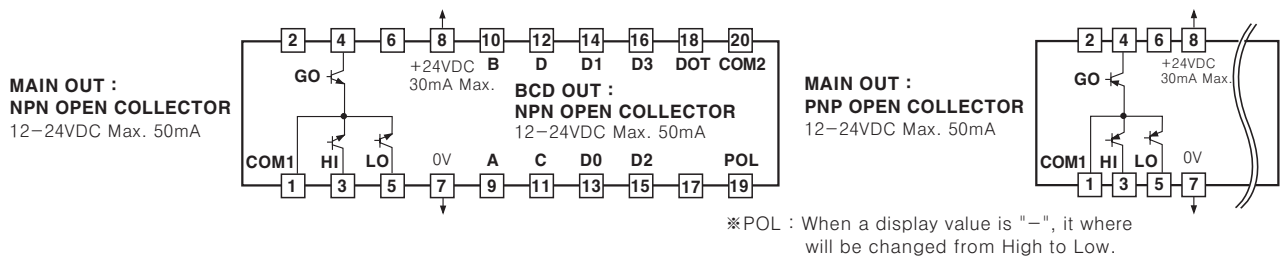 2 4 6 8 10 12 14 16 18 20
GO
+24VDC
30mA Max.
B D D1 D3 DOT COM2
MAIN OUT :
NPN OPEN COLLECTOR
12-24VDC Max. 50mA
BCD OUT :
NPN OPEN COLLECTOR
12-24VDC Max. 50mA
COM1 HI LO 0V A C D0 D2 POL
1 3 5 7 9 11 13 15 17 19
MAIN OUT :
PNP OPEN COLLECTOR
12-24VDC Max. 50mA
2 4 6 8
GO
+24VDC
30mA Max.
COM1 HI LO 0V
1 3 5 7
※POL : When a display value is "-", it where
will be changed from High to Low.